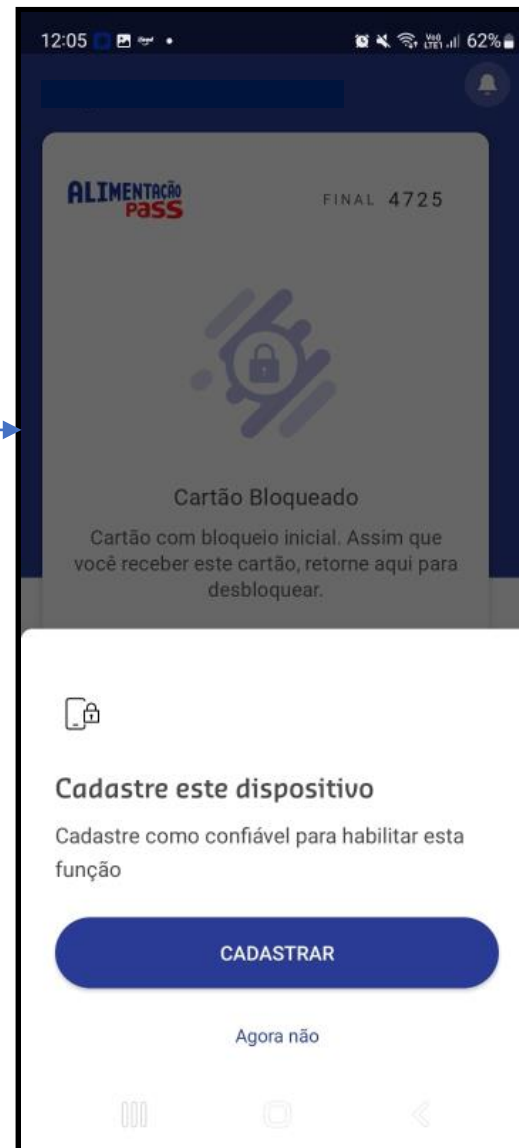 12:05
62%
ALIMENTAÇÃO
PASS
FINAL 4725
Cartão Bloqueado
Cartão com bloqueio inicial. Assim que
você receber este cartão, retorne aqui para
desbloquear.
Cadastre este dispositivo
Cadastre como confiável para habilitar esta
função
CADASTRAR
Agora não